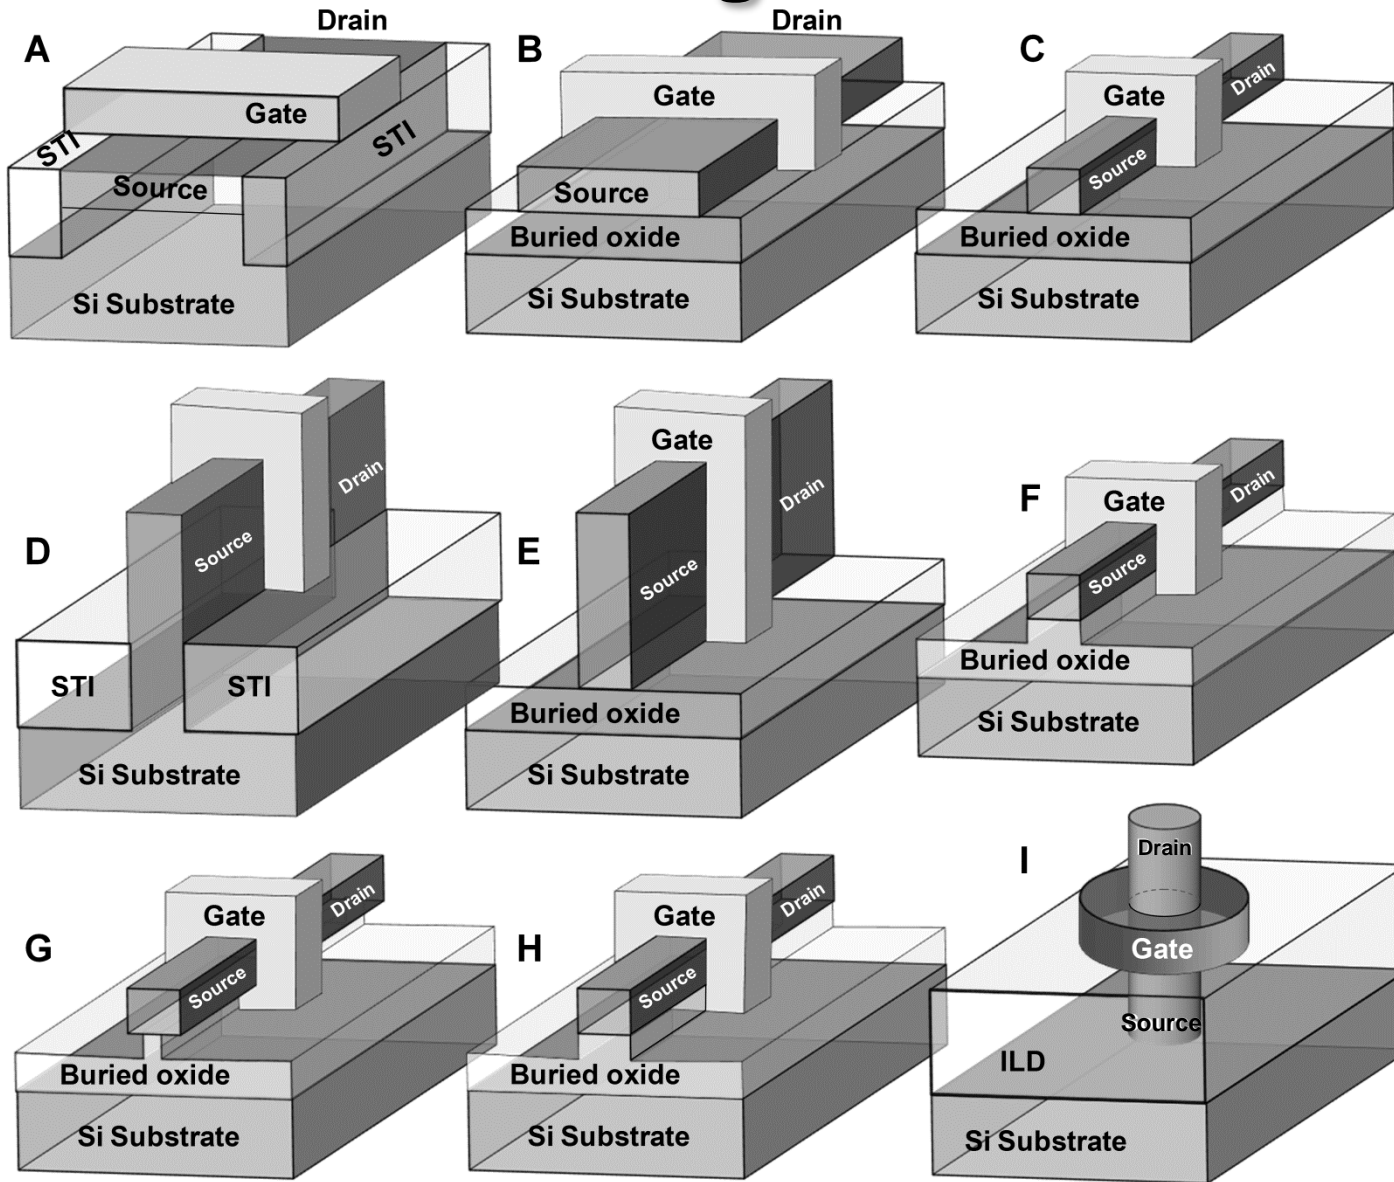 Drain
A
Gate
STI
STI
Source
Si Substrate
Drain
B
Gate
Source
Buried oxide
Si Substrate
C
Drain
Gate
Source
Buried oxide
Si Substrate
D
Drain
Source
STI
STI
Si Substrate
E
Gate
Drain
Source
Buried oxide
Si Substrate
F
Drain
Gate
Source
Buried oxide
Si Substrate
G
Drain
Gate
Source
Buried oxide
Si Substrate
H
Drain
Gate
Source
Buried oxide
Si Substrate
I
Drain
Gate
Source
ILD
Si Substrate